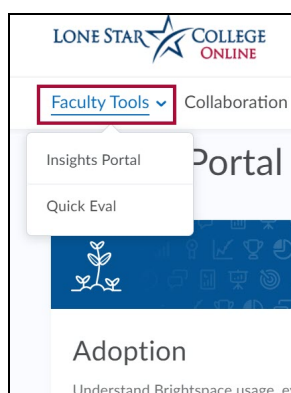 LONE STAR COLLEGE
ONLINE
Faculty Tools Collaboration
Portal
Insights Portal
Quick Eval
Adoption
Understand Brightspace usage,